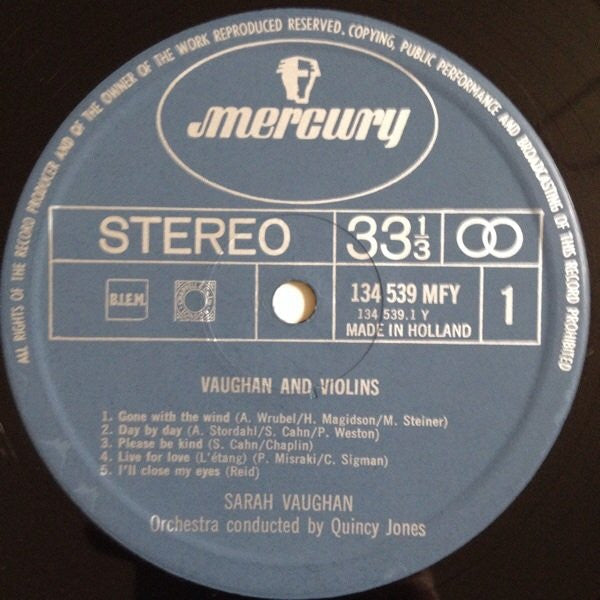 ALL RIGHTS OF THE RECORD PRODUCER AND OF THE OWNER OF THE WORK REPRODUCED RESERVED. COPYING, PUBLIC PERFORMANCE AND BROADCASTING OF THIS RECORD PROHIBITED
mercury
STEREO 33 1/3
B.I.E.M. 134 539 MFY 1
134 539.1 Y
MADE IN HOLLAND
VAUGHAN AND VIOLINS
1. Gone with the wind (A. Wrubel/H. Magidson/M. Steiner)
2. Day by day (A. Stordahl/S. Cahn/P. Weston)
3. Please be kind (S. Cahn/Chaplin)
4. Live for love (L'étang) (P. Misraki/C. Sigman)
5. I'll close my eyes (Reid)
SARAH VAUGHAN
Orchestra conducted by Quincy Jones